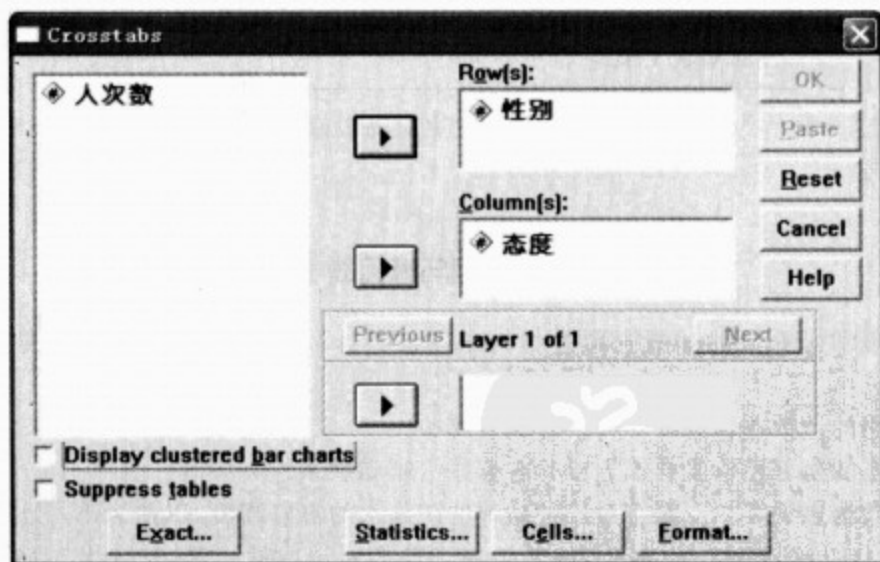 Crosstabs
人次数
Row(s):
性别
Column(s):
态度
OK
Paste
Reset
Cancel
Help
Previous Layer 1 of 1 Next
Display clustered bar charts
Suppress tables
Exact... Statistics... Cells... Format...